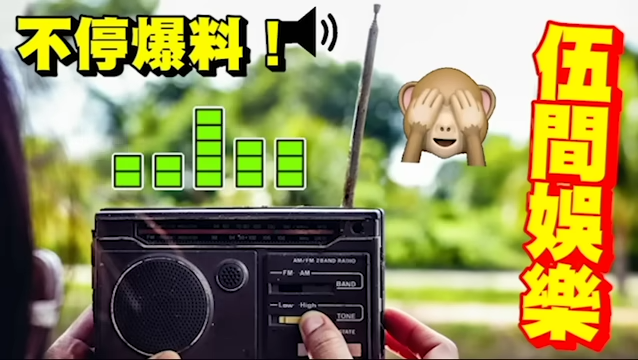 不停爆料！
伍間娛樂
AM/FM 2 BAND RADIO
FM AM
BAND
Low High
TONE
STATE